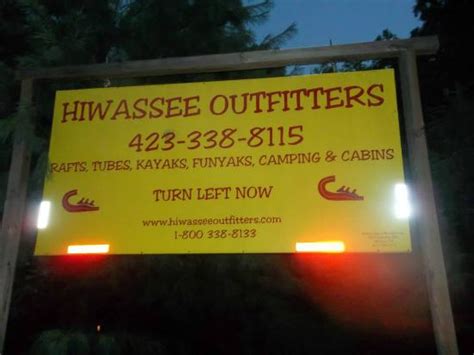 HIWASSEE OUTFITTERS
423-338-8115
RAFTS, TUBES, KAYAKS, FUNYAKS, CAMPING & CABINS
TURN LEFT NOW
www.hiwasseeoutfitters.com
1-800 338-8133